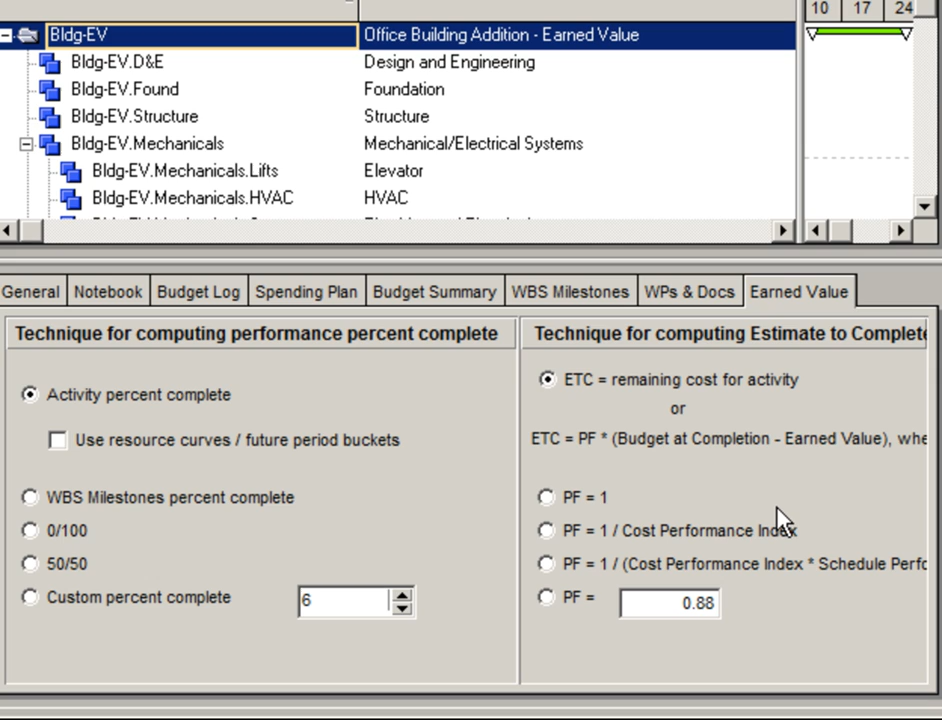 10 17 24
Bldg-EV Office Building Addition - Earned Value
Bldg-EV.D&E Design and Engineering
Bldg-EV.Found Foundation
Bldg-EV.Structure Structure
Bldg-EV.Mechanicals Mechanical/Electrical Systems
Bldg-EV.Mechanicals.Lifts Elevator
Bldg-EV.Mechanicals.HVAC HVAC
General Notebook Budget Log Spending Plan Budget Summary WBS Milestones WPs & Docs Earned Value
Technique for computing performance percent complete
Activity percent complete
Use resource curves / future period buckets
WBS Milestones percent complete
0/100
50/50
Custom percent complete 6
Technique for computing Estimate to Complete
ETC = remaining cost for activity
or
ETC = PF * (Budget at Completion - Earned Value), whe
PF = 1
PF = 1 / Cost Performance Index
PF = 1 / (Cost Performance Index * Schedule Perfo
PF = 0.88